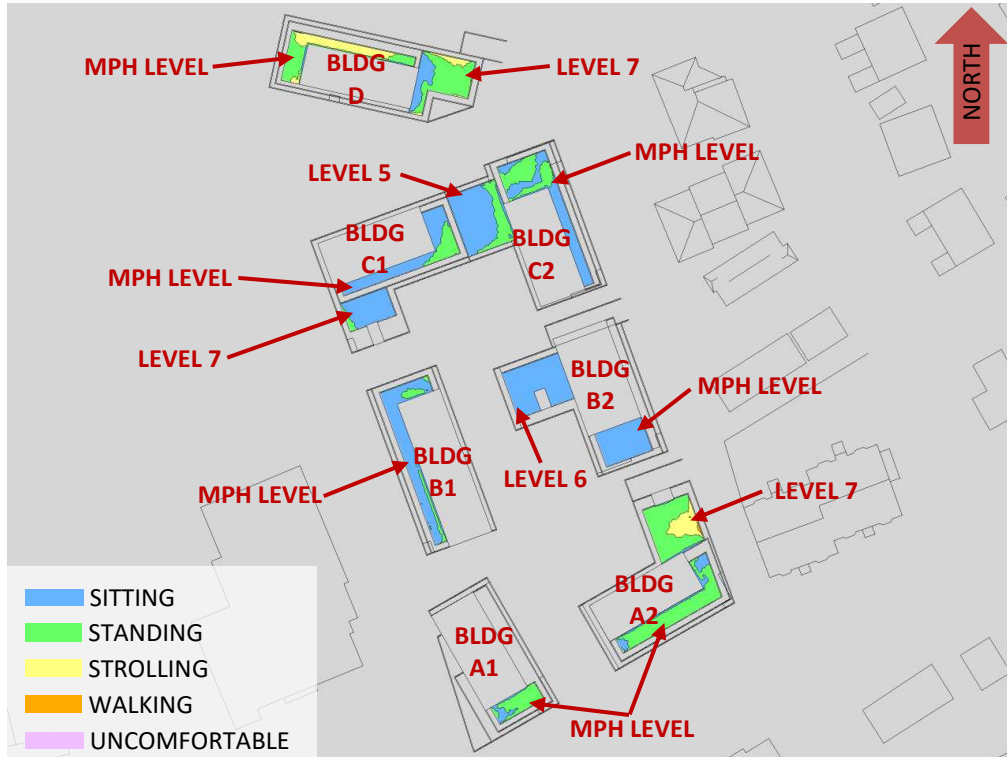 NORTH
MPH LEVEL
BLDG
D
LEVEL 7
MPH LEVEL
LEVEL 5
BLDG
C1
BLDG
C2
MPH LEVEL
LEVEL 7
BLDG
B2
MPH LEVEL
BLDG
B1
LEVEL 6
MPH LEVEL
LEVEL 7
BLDG
A2
BLDG
A1
MPH LEVEL
SITTING
STANDING
STROLLING
WALKING
UNCOMFORTABLE